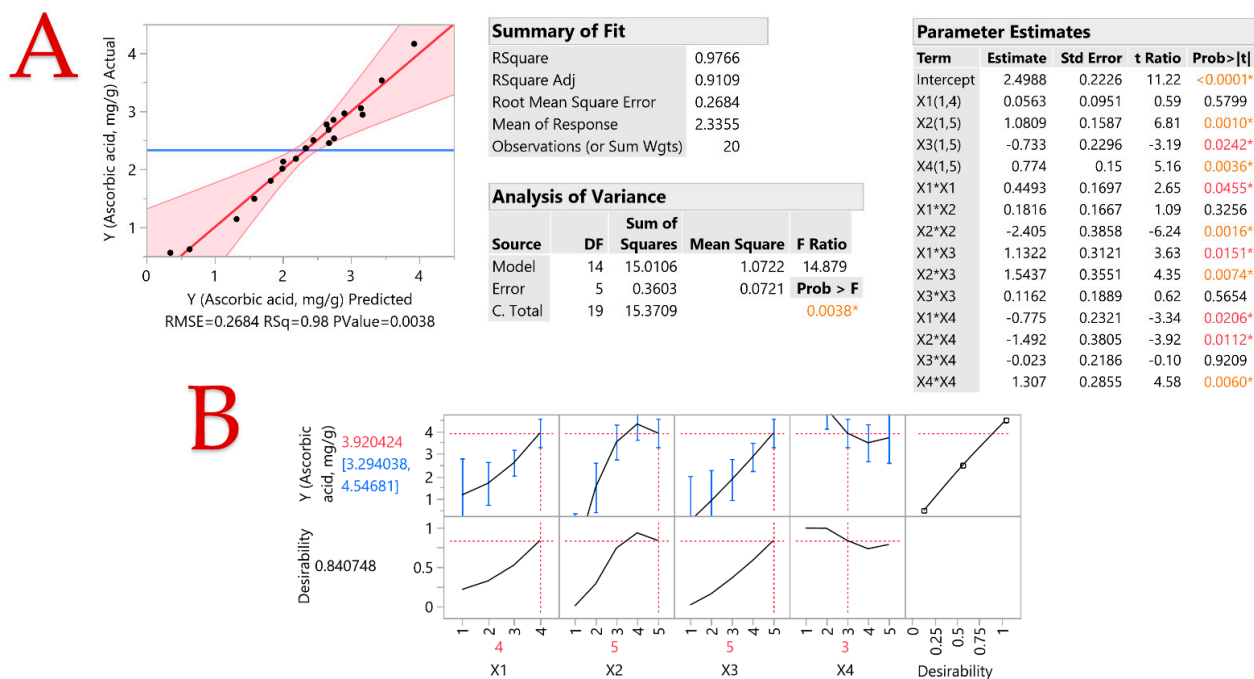 A
Y (Ascorbic acid, mg/g) Actual
4
3
2
1
0 1 2 3 4
Y (Ascorbic acid, mg/g) Predicted
RMSE=0.2684 RSq=0.98 PValue=0.0038
Summary of Fit
RSquare 0.9766
RSquare Adj 0.9109
Root Mean Square Error 0.2684
Mean of Response 2.3355
Observations (or Sum Wgts) 20
Analysis of Variance
Sum of
Source DF Squares Mean Square F Ratio
Model 14 15.0106 1.0722 14.879
Error 5 0.3603 0.0721 Prob > F
C. Total 19 15.3709 0.0038*
Parameter Estimates
Term Estimate Std Error t Ratio Prob>|t|
Intercept 2.4988 0.2226 11.22 <0.0001*
X1(1,4) 0.0563 0.0951 0.59 0.5799
X2(1,5) 1.0809 0.1587 6.81 0.0010*
X3(1,5) -0.733 0.2296 -3.19 0.0242*
X4(1,5) 0.774 0.15 5.16 0.0036*
X1*X1 0.4493 0.1697 2.65 0.0455*
X1*X2 0.1816 0.1667 1.09 0.3256
X2*X2 -2.405 0.3858 -6.24 0.0016*
X1*X3 1.1322 0.3121 3.63 0.0151*
X2*X3 1.5437 0.3551 4.35 0.0074*
X3*X3 0.1162 0.1889 0.62 0.5654
X1*X4 -0.775 0.2321 -3.34 0.0206*
X2*X4 -1.492 0.3805 -3.92 0.0112*
X3*X4 -0.023 0.2186 -0.10 0.9209
X4*X4 1.307 0.2855 4.58 0.0060*
B
Y (Ascorbic
acid, mg/g)
3.920424
[3.294038,
4.54681]
4
3
2
1
Desirability
0.840748
1
0.5
0
1 2 3 4
1 2 3 4 5
1 2 3 4 5
1 2 3 4 5
0 0.25 0.5 0.75 1
4 5 5 3
X1 X2 X3 X4 Desirability